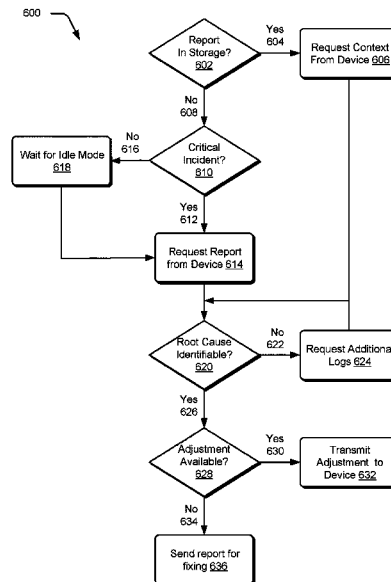 600
Report
In Storage?
602
Yes
604
Request Context
From Device 606
No
608
No
616
Wait for Idle Mode
618
Critical
Incident?
610
Yes
612
Request Report
from Device 614
Root Cause
Identifiable?
620
No
622
Request Additional
Logs 624
Yes
626
Adjustment
Available?
628
Yes
630
Transmit
Adjustment to
Device 632
No
634
Send report for
fixing 636